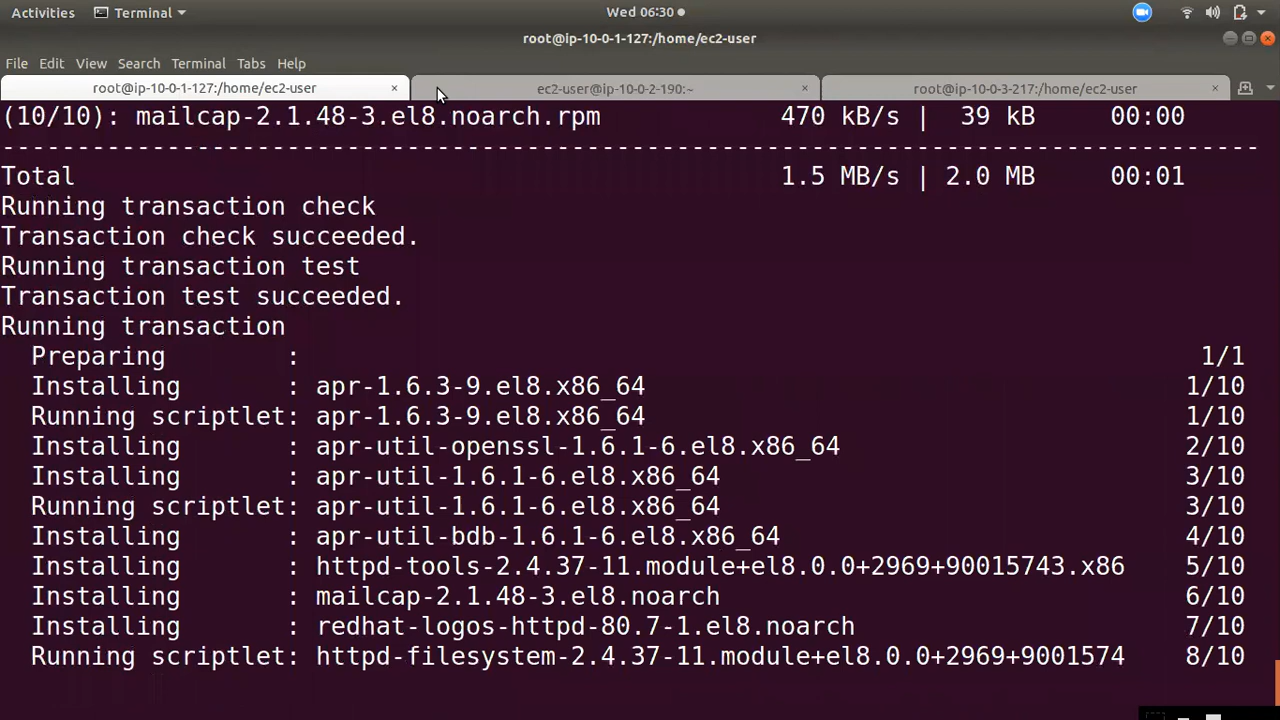 Activities Terminal Wed 06:30
root@ip-10-0-1-127:/home/ec2-user
File Edit View Search Terminal Tabs Help
root@ip-10-0-1-127:/home/ec2-user × ec2-user@ip-10-0-2-190:~ × root@ip-10-0-3-217:/home/ec2-user ×
(10/10): mailcap-2.1.48-3.el8.noarch.rpm 470 kB/s | 39 kB 00:00
--------------------------------------------------------------------------------
Total 1.5 MB/s | 2.0 MB 00:01
Running transaction check
Transaction check succeeded.
Running transaction test
Transaction test succeeded.
Running transaction
Preparing : 1/1
Installing : apr-1.6.3-9.el8.x86_64 1/10
Running scriptlet: apr-1.6.3-9.el8.x86_64 1/10
Installing : apr-util-openssl-1.6.1-6.el8.x86_64 2/10
Installing : apr-util-1.6.1-6.el8.x86_64 3/10
Running scriptlet: apr-util-1.6.1-6.el8.x86_64 3/10
Installing : apr-util-bdb-1.6.1-6.el8.x86_64 4/10
Installing : httpd-tools-2.4.37-11.module+el8.0.0+2969+90015743.x86 5/10
Installing : mailcap-2.1.48-3.el8.noarch 6/10
Installing : redhat-logos-httpd-80.7-1.el8.noarch 7/10
Running scriptlet: httpd-filesystem-2.4.37-11.module+el8.0.0+2969+9001574 8/10